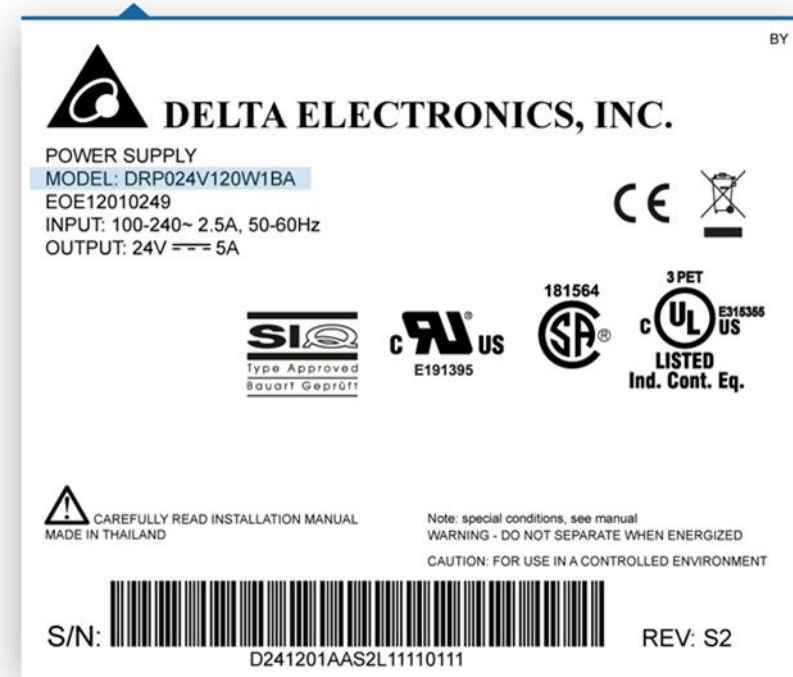 BY
DELTA ELECTRONICS, INC.
POWER SUPPLY
MODEL: DRP024V120W1BA
EOE12010249
INPUT: 100-240~ 2.5A, 50-60Hz
OUTPUT: 24V ⎓ 5A
CE
SIQ
Type Approved
Bauart Geprüft
C RU ® US
E191395
181564
SA ®
3 PET
C UL US E315355
LISTED
Ind. Cont. Eq.
CAREFULLY READ INSTALLATION MANUAL
MADE IN THAILAND
Note: special conditions, see manual
WARNING - DO NOT SEPARATE WHEN ENERGIZED
CAUTION: FOR USE IN A CONTROLLED ENVIRONMENT
S/N:
D241201AAS2L11110111
REV: S2